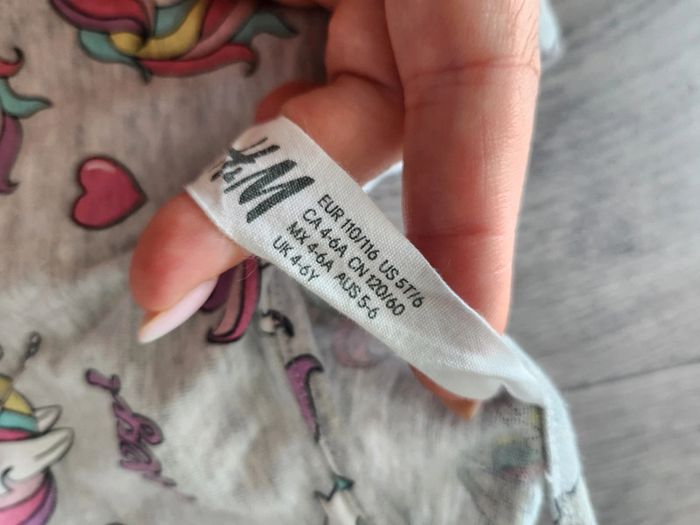 H&M
EUR 110/116 US 5T/6
CA 4-6A CN 120/60
MX 4-6A AUS 5-6
UK 4-6Y